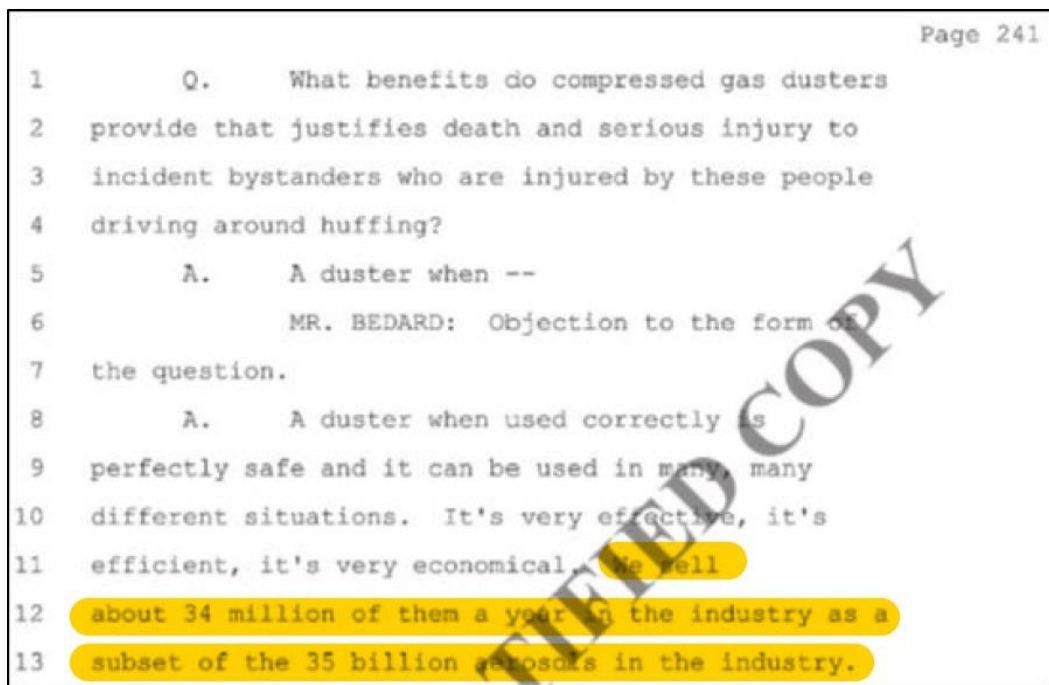 Page 241
1 Q. What benefits do compressed gas dusters
2 provide that justifies death and serious injury to
3 incident bystanders who are injured by these people
4 driving around huffing?
5 A. A duster when --
6 MR. BEDARD: Objection to the form of
7 the question.
8 A. A duster when used correctly is
9 perfectly safe and it can be used in many, many
10 different situations. It's very effective, it's
11 efficient, it's very economical. We sell
12 about 34 million of them a year in the industry as a
13 subset of the 35 billion aerosols in the industry.
TIFIED COPY